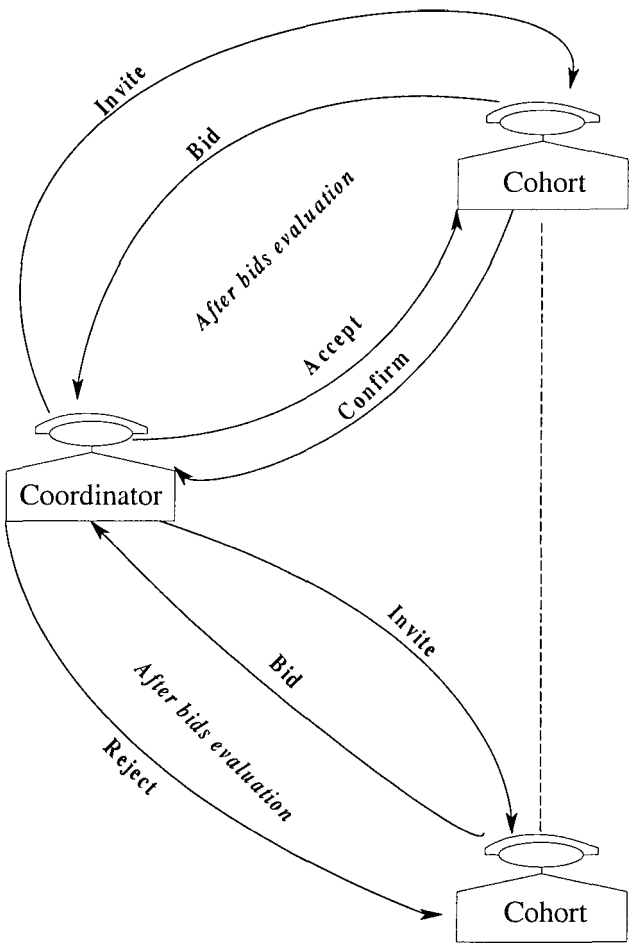 Invite
Bid
Cohort
After bids evaluation
Accept
Confirm
Coordinator
Invite
Bid
After bids evaluation
Reject
Cohort